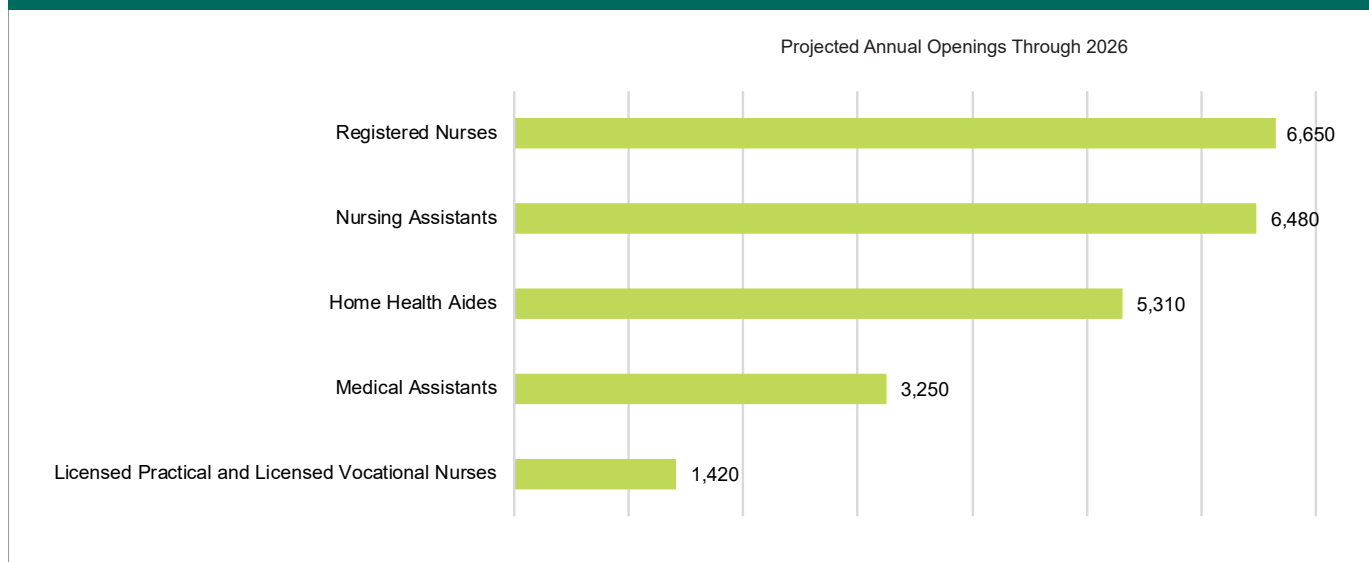 Projected Annual Openings Through 2026
Registered Nurses 6,650
Nursing Assistants 6,480
Home Health Aides 5,310
Medical Assistants 3,250
Licensed Practical and Licensed Vocational Nurses 1,420